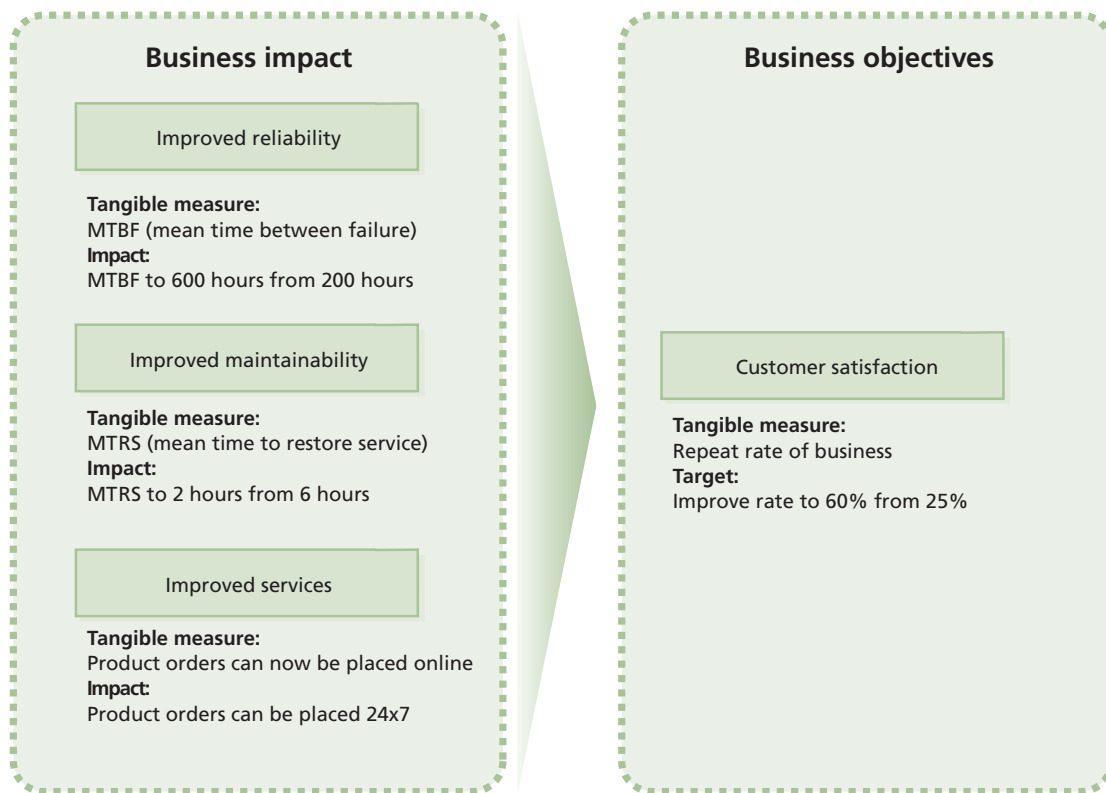 Business impact
Improved reliability
Tangible measure:
MTBF (mean time between failure)
Impact:
MTBF to 600 hours from 200 hours
Improved maintainability
Tangible measure:
MTRS (mean time to restore service)
Impact:
MTRS to 2 hours from 6 hours
Improved services
Tangible measure:
Product orders can now be placed online
Impact:
Product orders can be placed 24x7
Business objectives
Customer satisfaction
Tangible measure:
Repeat rate of business
Target:
Improve rate to 60% from 25%